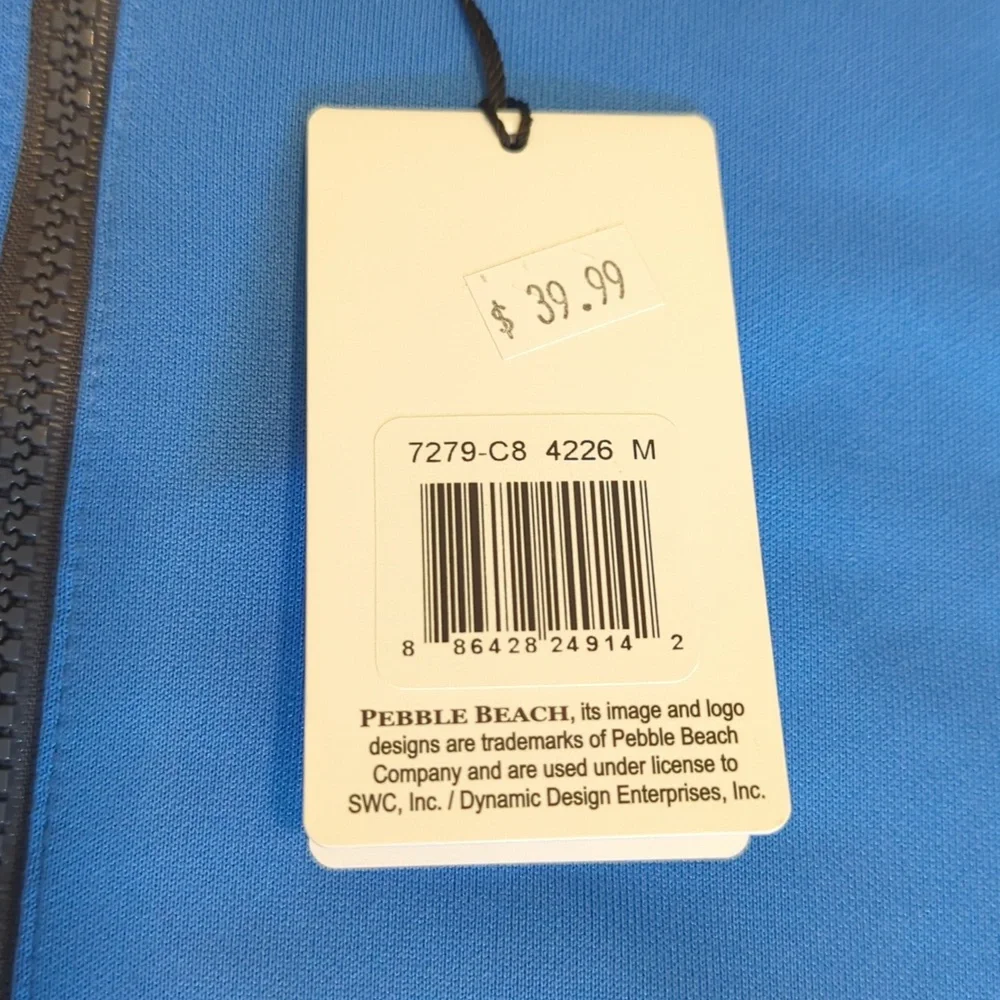 $ 39.99
7279-C8 4226 M
8 86428 24914 2
PEBBLE BEACH, its image and logo
designs are trademarks of Pebble Beach
Company and are used under license to
SWC, Inc. / Dynamic Design Enterprises, Inc.